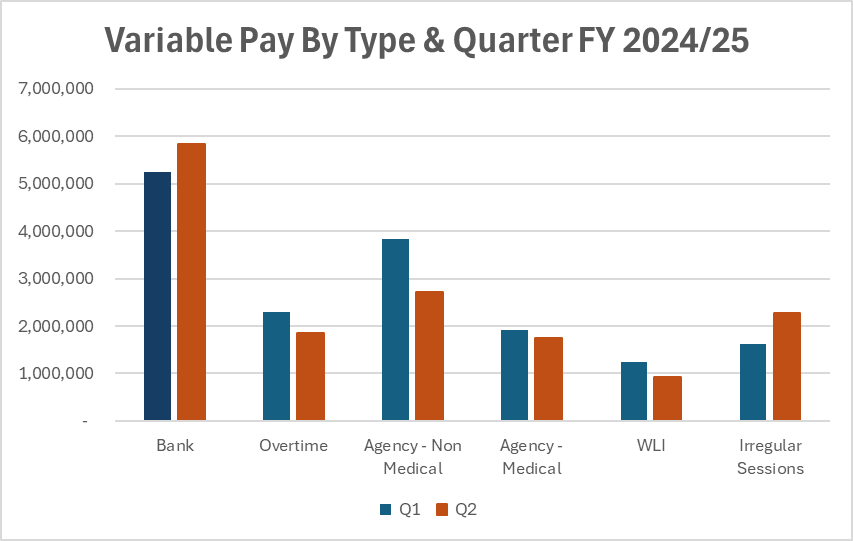 Variable Pay By Type & Quarter FY 2024/25
7,000,000
6,000,000
5,000,000
4,000,000
3,000,000
2,000,000
1,000,000
-
Bank
Overtime
Agency - Non
Medical
Agency -
Medical
WLI
Irregular
Sessions
Q1
Q2